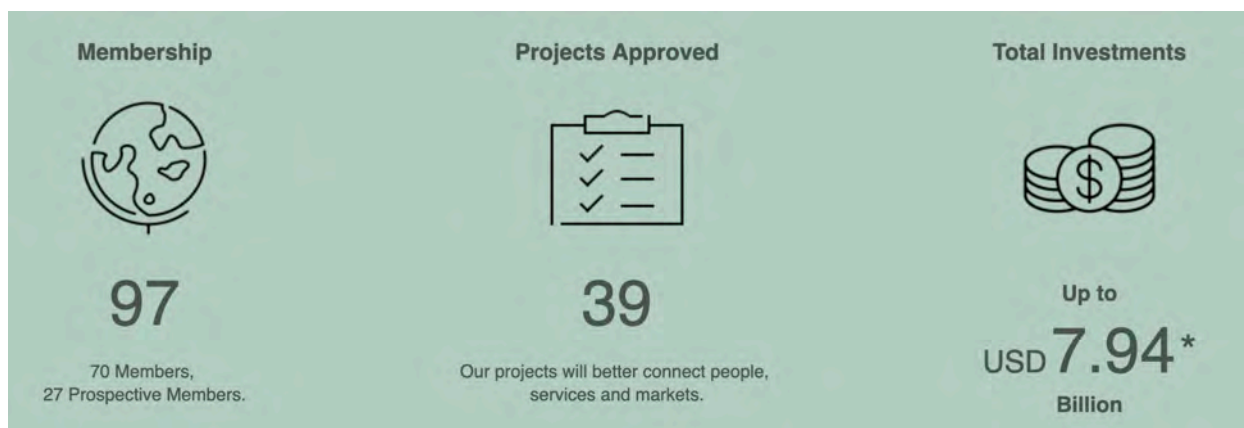 Membership
97
70 Members,
27 Prospective Members.
Projects Approved
39
Our projects will better connect people,
services and markets.
Total Investments
$
Up to
USD 7.94*
Billion